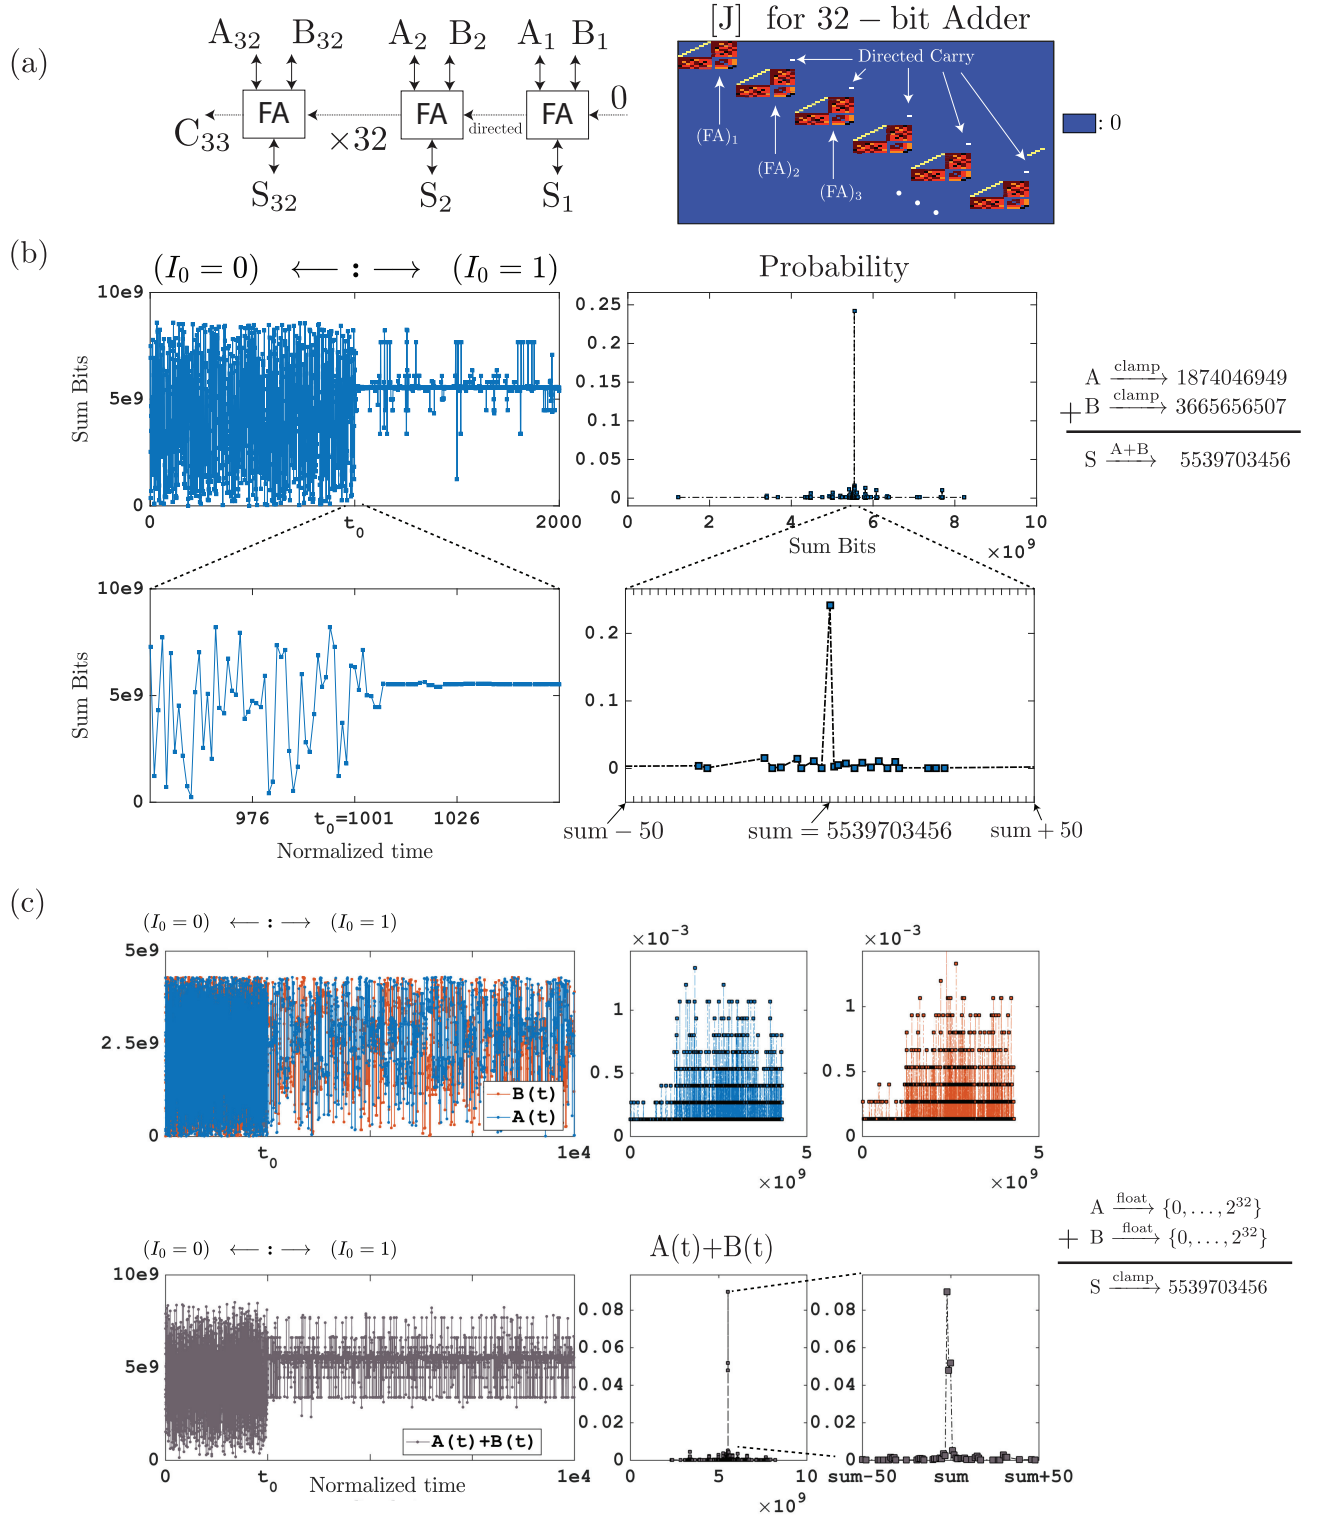 (a)
A32 B32 A2 B2 A1 B1
FA FA FA 0
C33 ×32 directed
S32 S2 S1
[J] for 32 − bit Adder
Directed Carry
(FA)1
(FA)2
(FA)3
: 0
(b)
(I0 = 0) ⟵ : ⟶ (I0 = 1)
Sum Bits
10e9
5e9
0
0 t0 2000
Probability
0.25
0.2
0.15
0.1
0.05
0
0 2 4 6 8 10
Sum Bits ×10^9
A clamp⟶ 1874046949
+ B clamp⟶ 3665656507
S A+B⟶ 5539703456
Sum Bits
10e9
5e9
0
976 t0=1001 1026
Normalized time
0.2
0.1
0
sum − 50 sum = 5539703456 sum + 50
(c)
(I0 = 0) ⟵ : ⟶ (I0 = 1)
5e9
2.5e9
0
B(t)
A(t)
t0 1e4
×10^-3
1
0.5
0
0 5
×10^9
×10^-3
1
0.5
0
0 5
×10^9
A float⟶ {0, . . . , 2^32}
+ B float⟶ {0, . . . , 2^32}
S clamp⟶ 5539703456
(I0 = 0) ⟵ : ⟶ (I0 = 1)
10e9
5e9
0
A(t)+B(t)
0 t0 1e4
Normalized time
A(t)+B(t)
0.08
0.06
0.04
0.02
0
0 5 10
×10^9
0.08
0.06
0.04
0.02
0
sum-50 sum sum+50